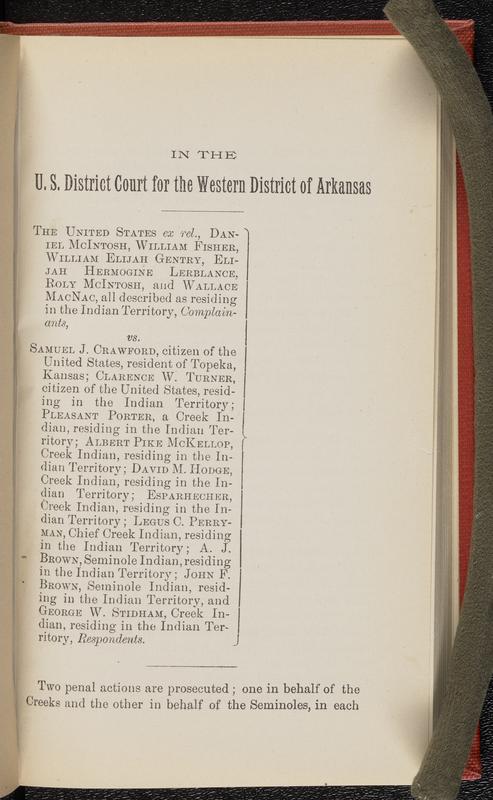 IN THE
U. S. District Court for the Western District of Arkansas
THE UNITED STATES ex rel., DAN-
IEL MCINTOSH, WILLIAM FISHER,
WILLIAM ELIJAH GENTRY, ELI-
JAH HERMOGINE LERBLANCE,
ROLY MCINTOSH, and WALLACE
MACNAC, all described as residing
in the Indian Territory, Complain-
ants,
vs.
SAMUEL J. CRAWFORD, citizen of the
United States, resident of Topeka,
Kansas; CLARENCE W. TURNER,
citizen of the United States, resid-
ing in the Indian Territory;
PLEASANT PORTER, a Creek In-
dian, residing in the Indian Ter-
ritory; ALBERT PIKE MCKELLOP,
Creek Indian, residing in the In-
dian Territory; DAVID M. HODGE,
Creek Indian, residing in the In-
dian Territory; ESPARHECHER,
Creek Indian, residing in the In-
dian Territory; LEGUS C. PERRY-
MAN, Chief Creek Indian, residing
in the Indian Territory; A. J.
BROWN, Seminole Indian, residing
in the Indian Territory; JOHN F.
BROWN, Seminole Indian, resid-
ing in the Indian Territory, and
GEORGE W. STIDHAM, Creek In-
dian, residing in the Indian Ter-
ritory, Respondents.
Two penal actions are prosecuted; one in behalf of the
Creeks and the other in behalf of the Seminoles, in each